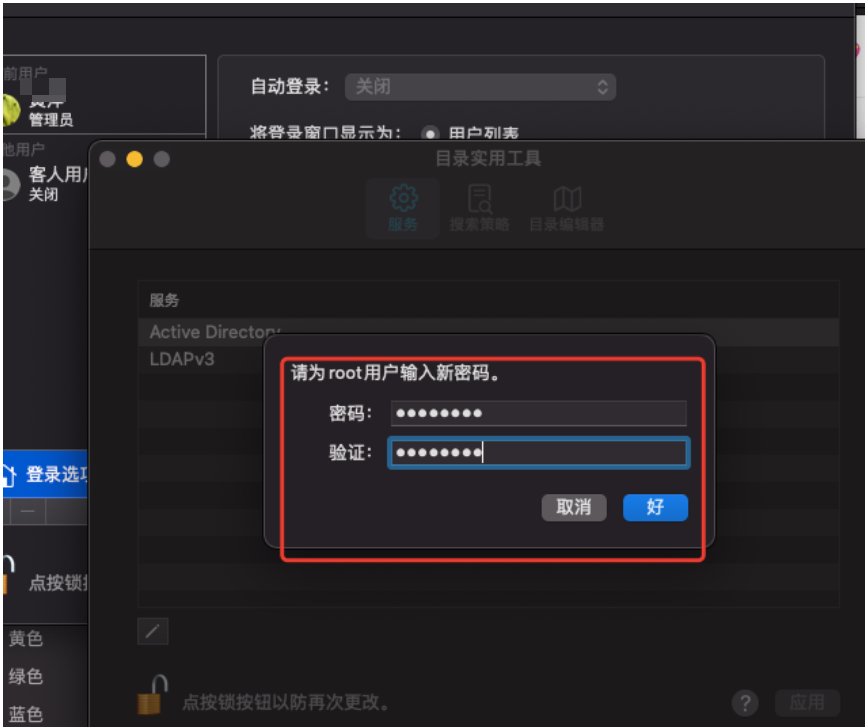 前用户
管理员
他用户
客人用户
关闭
自动登录：
关闭
将登录窗口显示为：
用户列表
目录实用工具
服务
搜索策略
目录编辑器
服务
Active Directory
LDAPv3
请为root用户输入新密码。
密码：
••••••••
验证：
••••••••
取消
好
登录选项
点按锁
点按锁按钮以防再次更改。
?
应用
黄色
绿色
蓝色